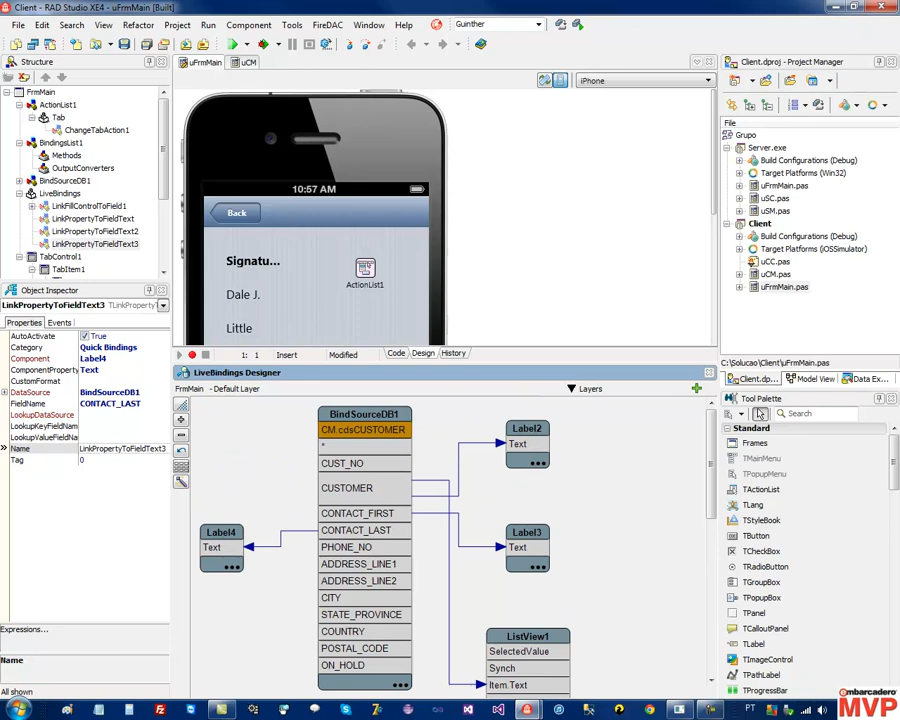 Client - RAD Studio XE4 - uFrmMain [Built]
File Edit Search View Refactor Project Run Component Tools FireDAC Window Help
Guinther
Structure
FrmMain
ActionList1
Tab
ChangeTabAction1
BindingsList1
Methods
OutputConverters
BindSourceDB1
LiveBindings
LinkFillControlToField1
LinkPropertyToFieldText
LinkPropertyToFieldText2
LinkPropertyToFieldText3
TabControl1
TabItem1
Object Inspector
LinkPropertyToFieldText3 TLinkPropertyT
Properties Events
AutoActivate True
Category Quick Bindings
Component Label4
ComponentProperty Text
CustomFormat
DataSource BindSourceDB1
FieldName CONTACT_LAST
LookupDataSource
LookupKeyFieldNam
LookupValueFieldNam
Name LinkPropertyToFieldText3
Tag 0
Expressions...
Name
All shown
uFrmMain uCM
iPhone
10:57 AM
Back
Signatu...
ActionList1
Dale J.
Little
1: 1 Insert Modified Code Design History
LiveBindings Designer
FrmMain - Default Layer
Layers
BindSourceDB1
CM.cdsCUSTOMER
*
CUST_NO
CUSTOMER
CONTACT_FIRST
CONTACT_LAST
PHONE_NO
ADDRESS_LINE1
ADDRESS_LINE2
CITY
STATE_PROVINCE
COUNTRY
POSTAL_CODE
ON_HOLD
Label4
Text
Label2
Text
Label3
Text
ListView1
SelectedValue
Synch
Item.Text
Client.dproj - Project Manager
File
Grupo
Server.exe
Build Configurations (Debug)
Target Platforms (Win32)
uFrmMain.pas
uSC.pas
uSM.pas
Client
Build Configurations (Debug)
Target Platforms (iOSSimulator)
uCC.pas
uCM.pas
uFrmMain.pas
C:\Solucao\Client\uFrmMain.pas
Client.dp... Model View Data Ex...
Tool Palette
Search
Standard
Frames
TMainMenu
TPopupMenu
TActionList
TLang
TStyleBook
TButton
TCheckBox
TRadioButton
TGroupBox
TPopupBox
TPanel
TCalloutPanel
TLabel
TImageControl
TPathLabel
TProgressBar
embarcadero
MVP
PT